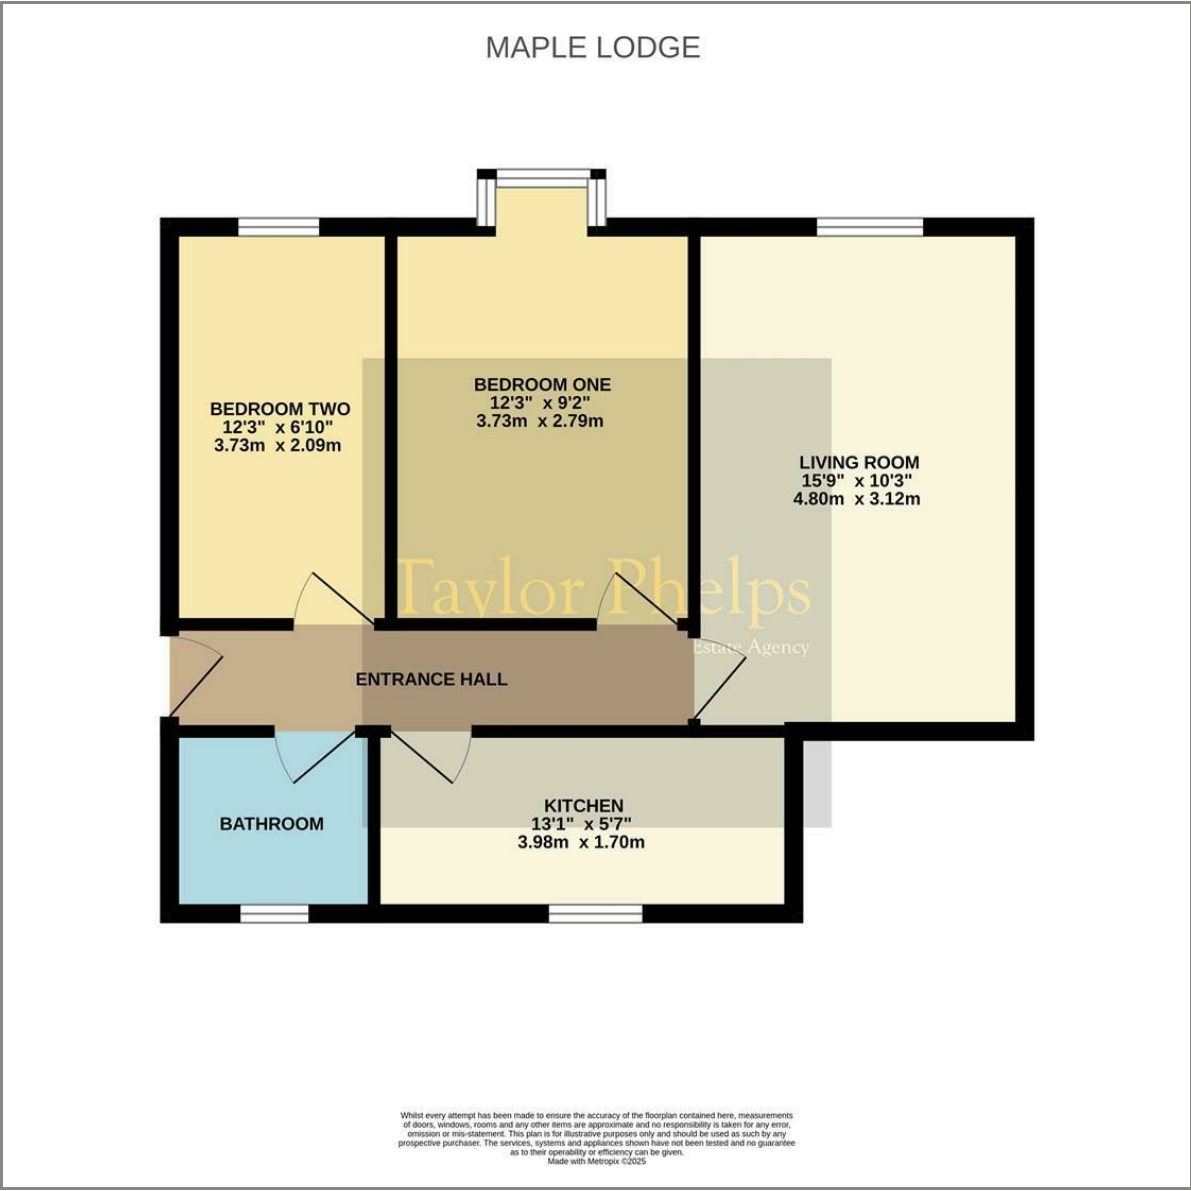 MAPLE LODGE
BEDROOM TWO
12'3" x 6'10"
3.73m x 2.09m
BEDROOM ONE
12'3" x 9'2"
3.73m x 2.79m
LIVING ROOM
15'9" x 10'3"
4.80m x 3.12m
Taylor Phelps
Estate Agency
ENTRANCE HALL
BATHROOM
KITCHEN
13'1" x 5'7"
3.98m x 1.70m
Whilst every attempt has been made to ensure the accuracy of the floorplan contained here, measurements
of doors, windows, rooms and any other items are approximate and no responsibility is taken for any error,
omission or mis-statement. This plan is for illustrative purposes only and should be used as such by any
prospective purchaser. The services, systems and appliances shown have not been tested and no guarantee
as to their operability or efficiency can be given.
Made with Metropix ©2025